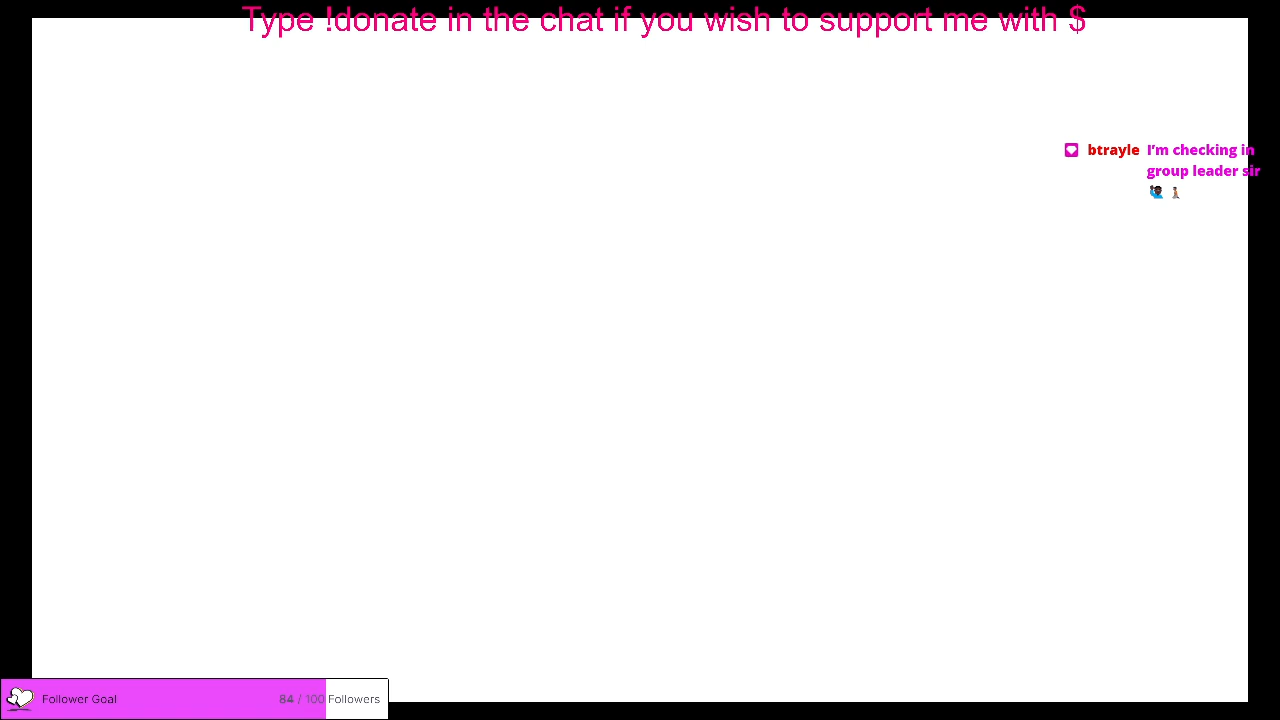 Type !donate in the chat if you wish to support me with $
btrayle I'm checking in
group leader sir
Follower Goal 84 / 100 Followers